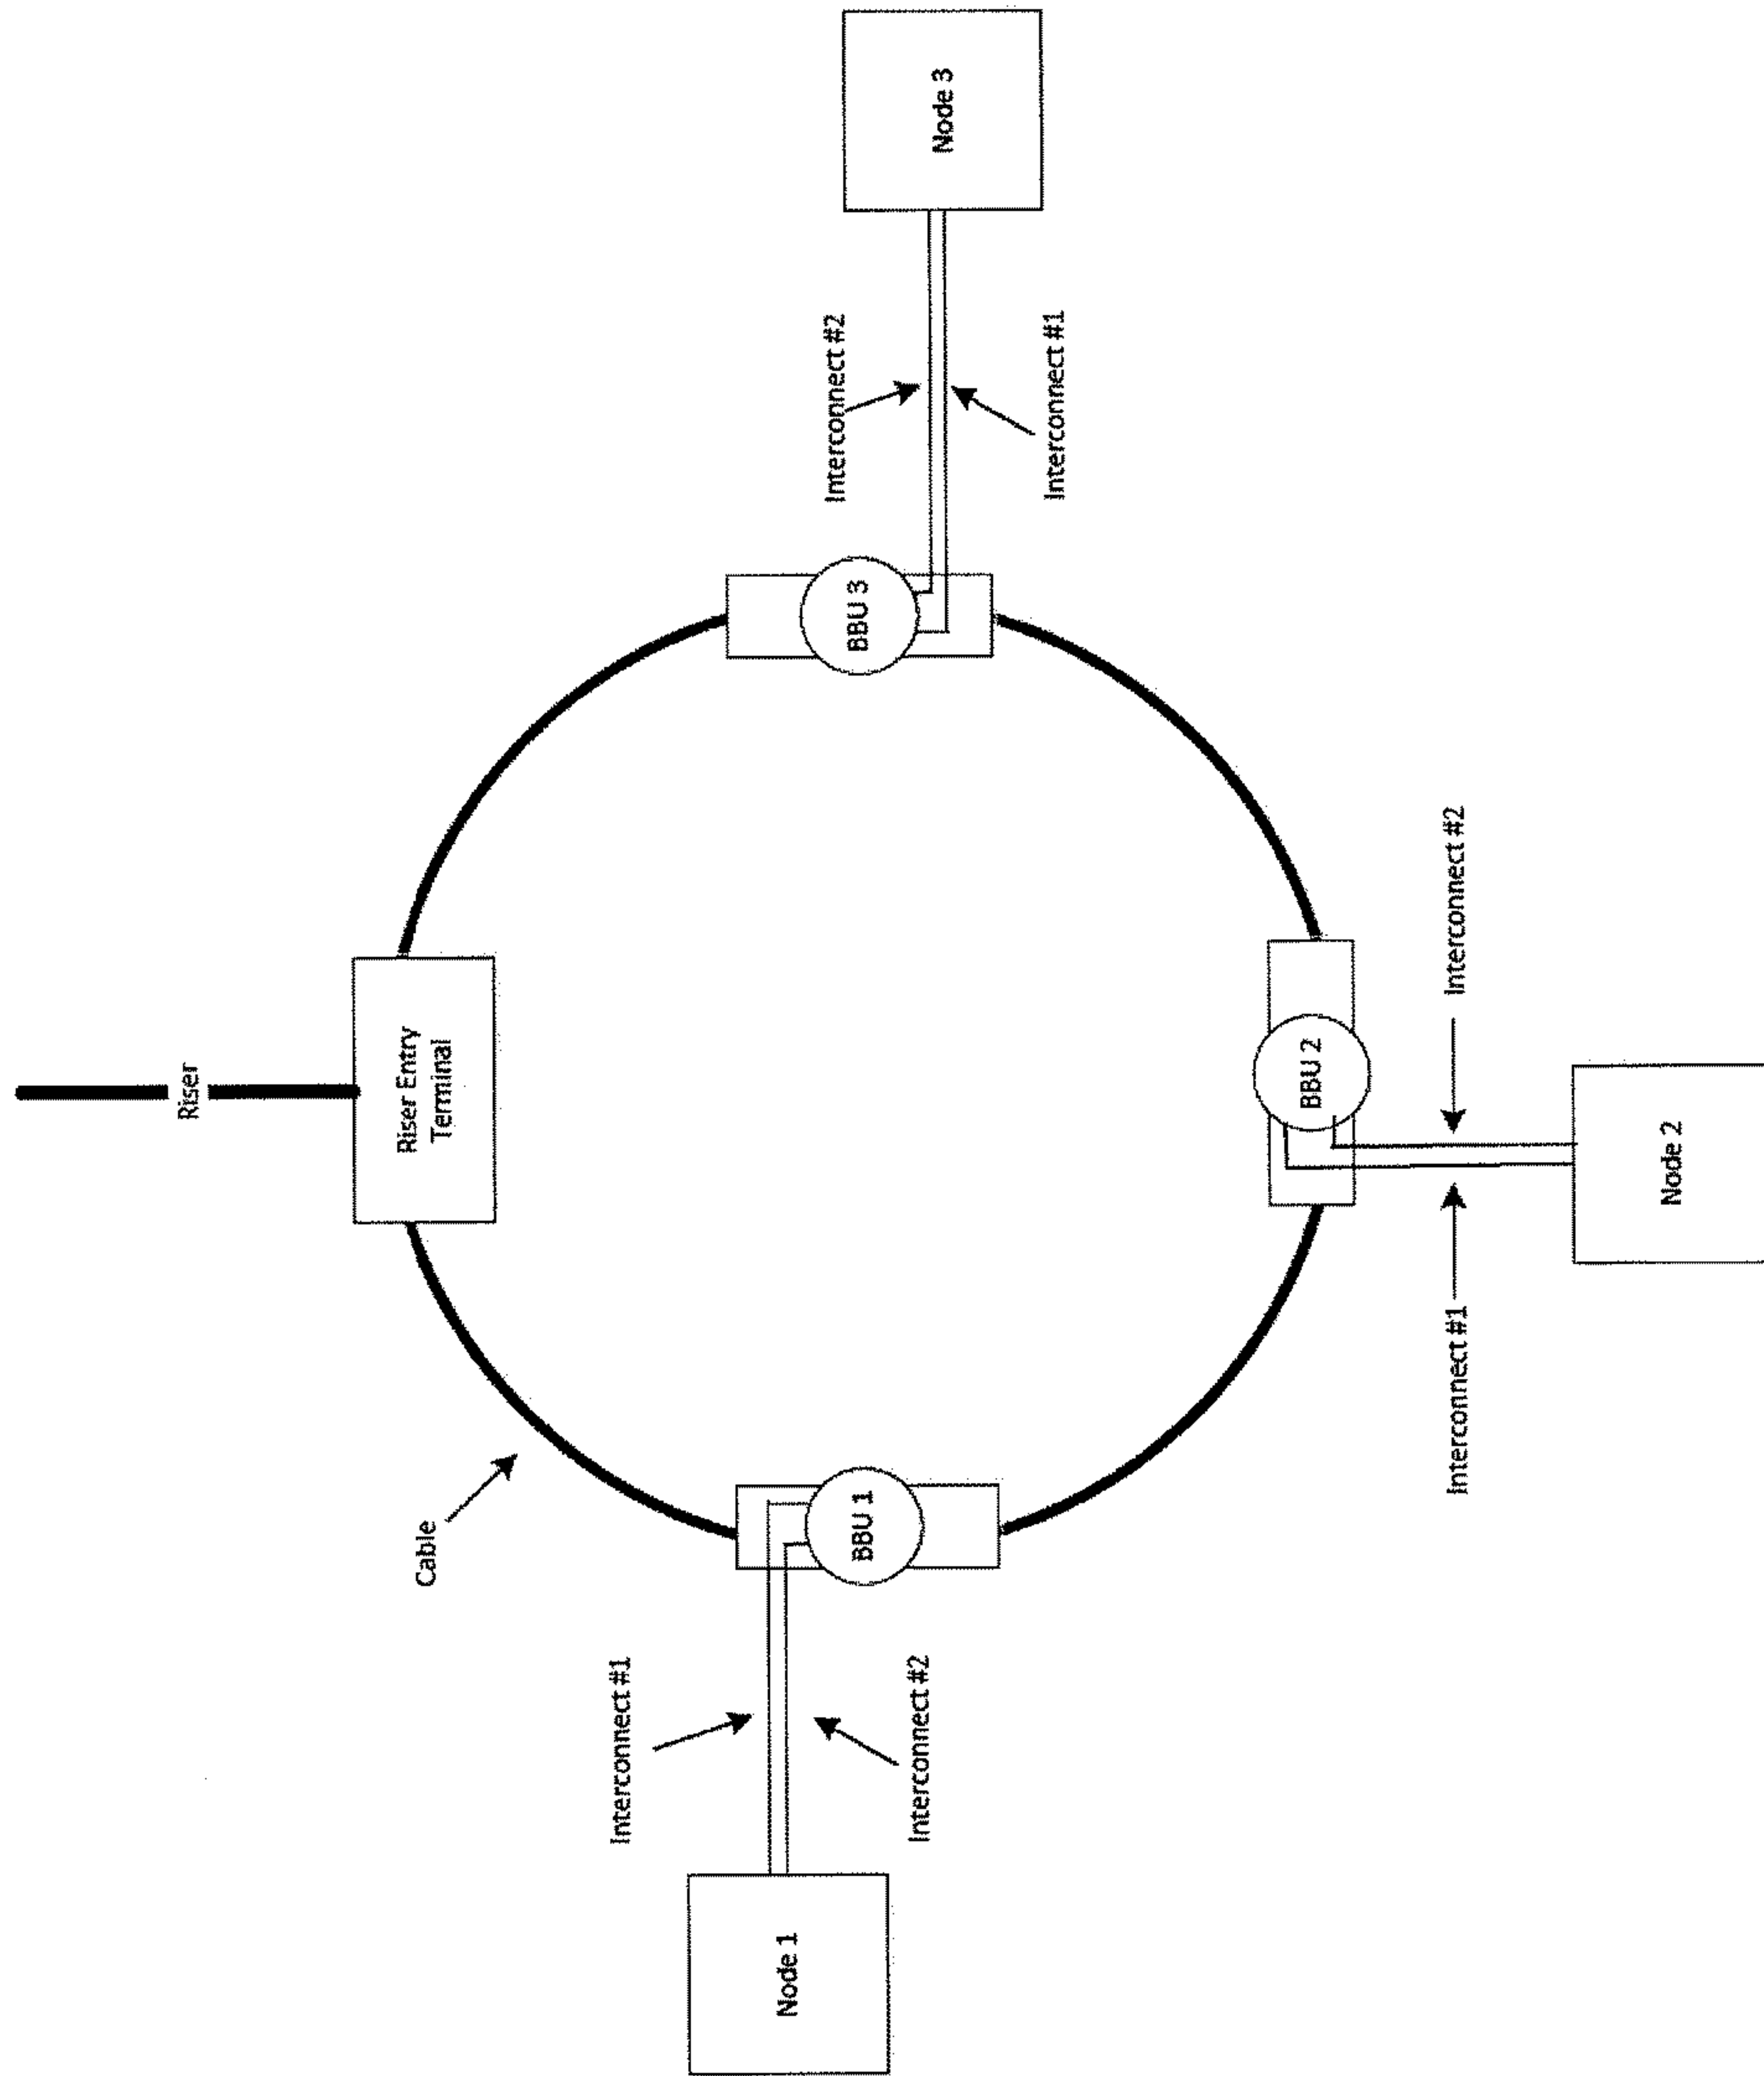 Riser
Riser Entry
Terminal
Cable
BBU 1
BBU 2
BBU 3
Interconnect #1
Interconnect #2
Node 1
Interconnect #1
Interconnect #2
Node 2
Interconnect #2
Interconnect #1
Node 3